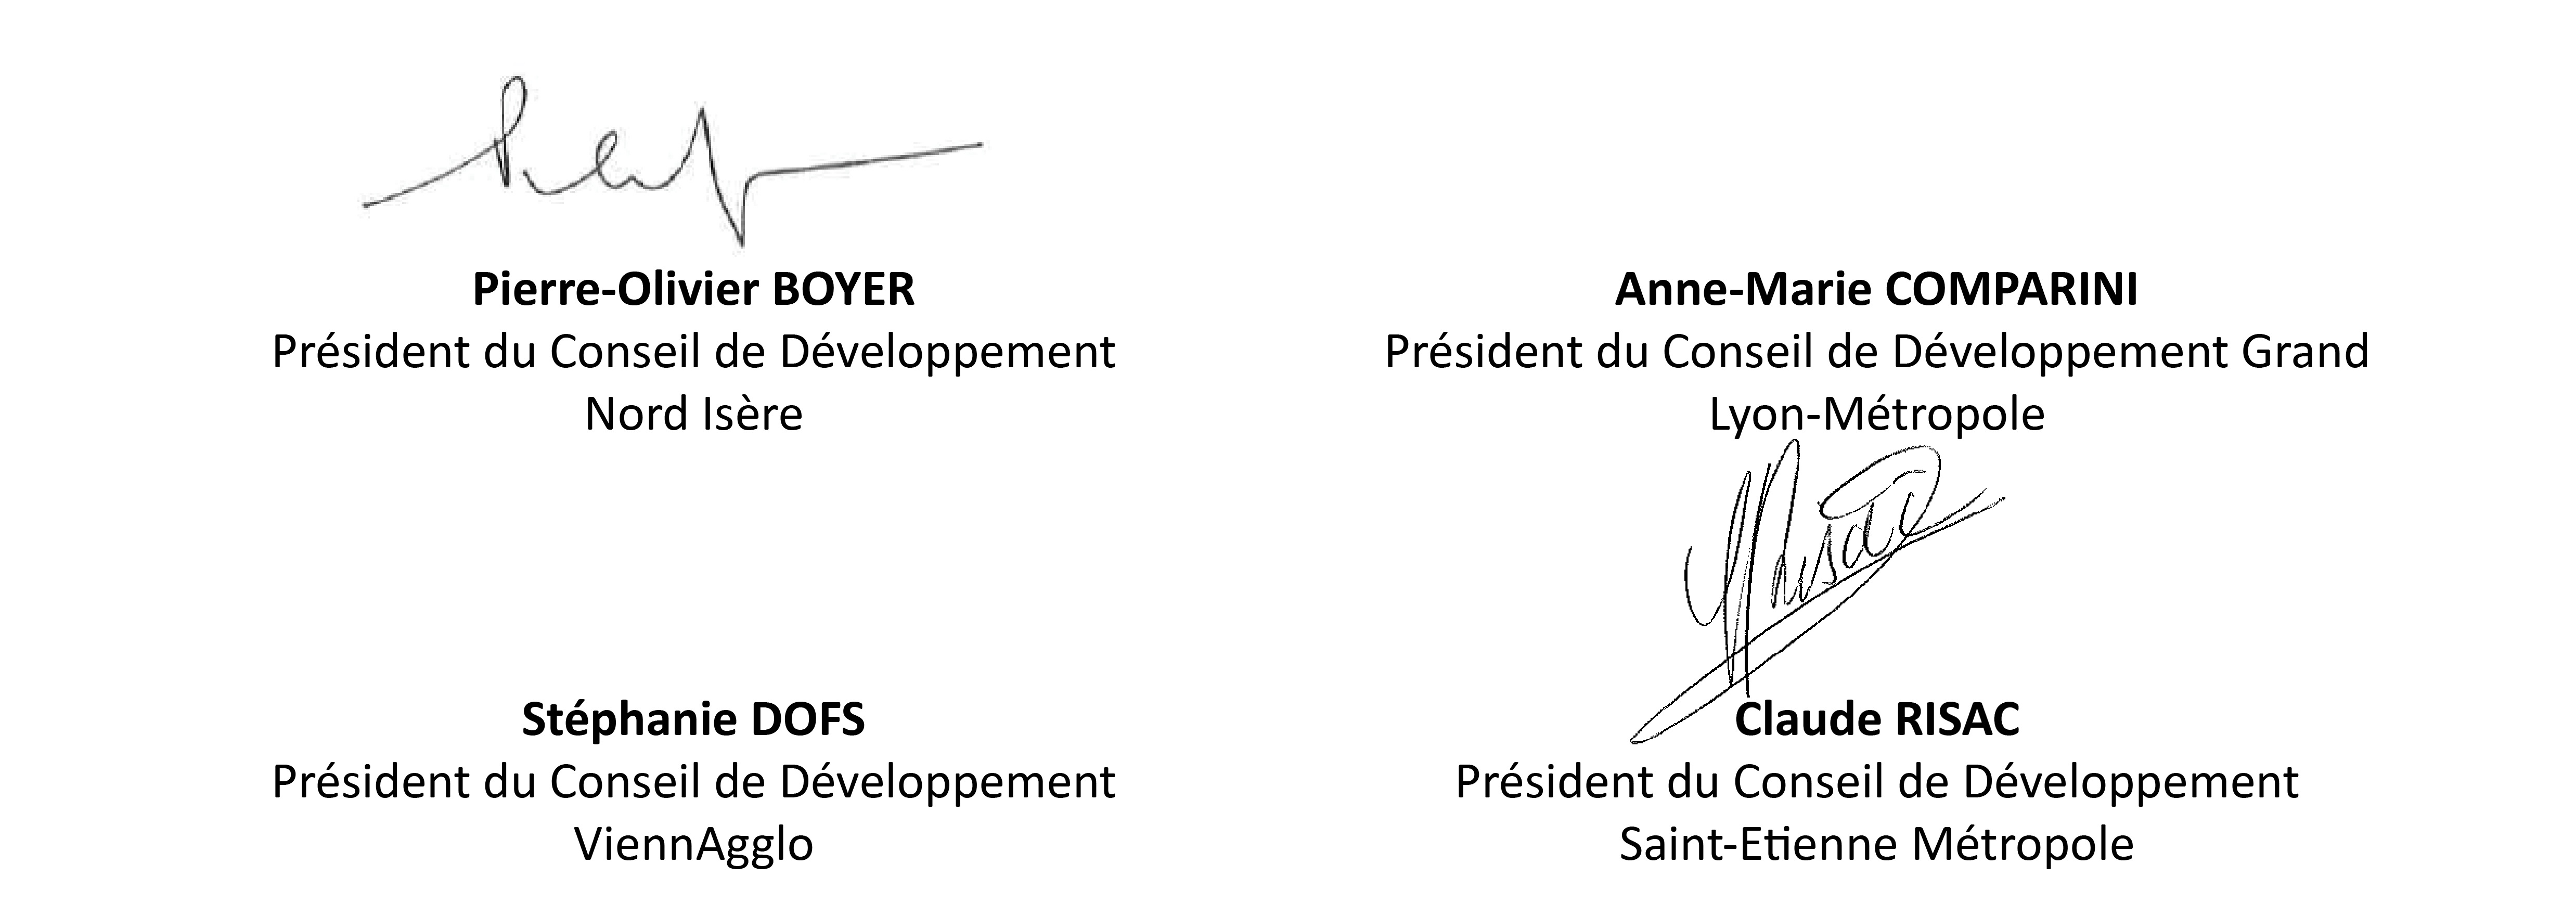 Pierre-Olivier BOYER
Président du Conseil de Développement
Nord Isère
Anne-Marie COMPARINI
Président du Conseil de Développement Grand
Lyon-Métropole
Stéphanie DOFS
Président du Conseil de Développement
ViennAgglo
Claude RISAC
Président du Conseil de Développement
Saint-Etienne Métropole